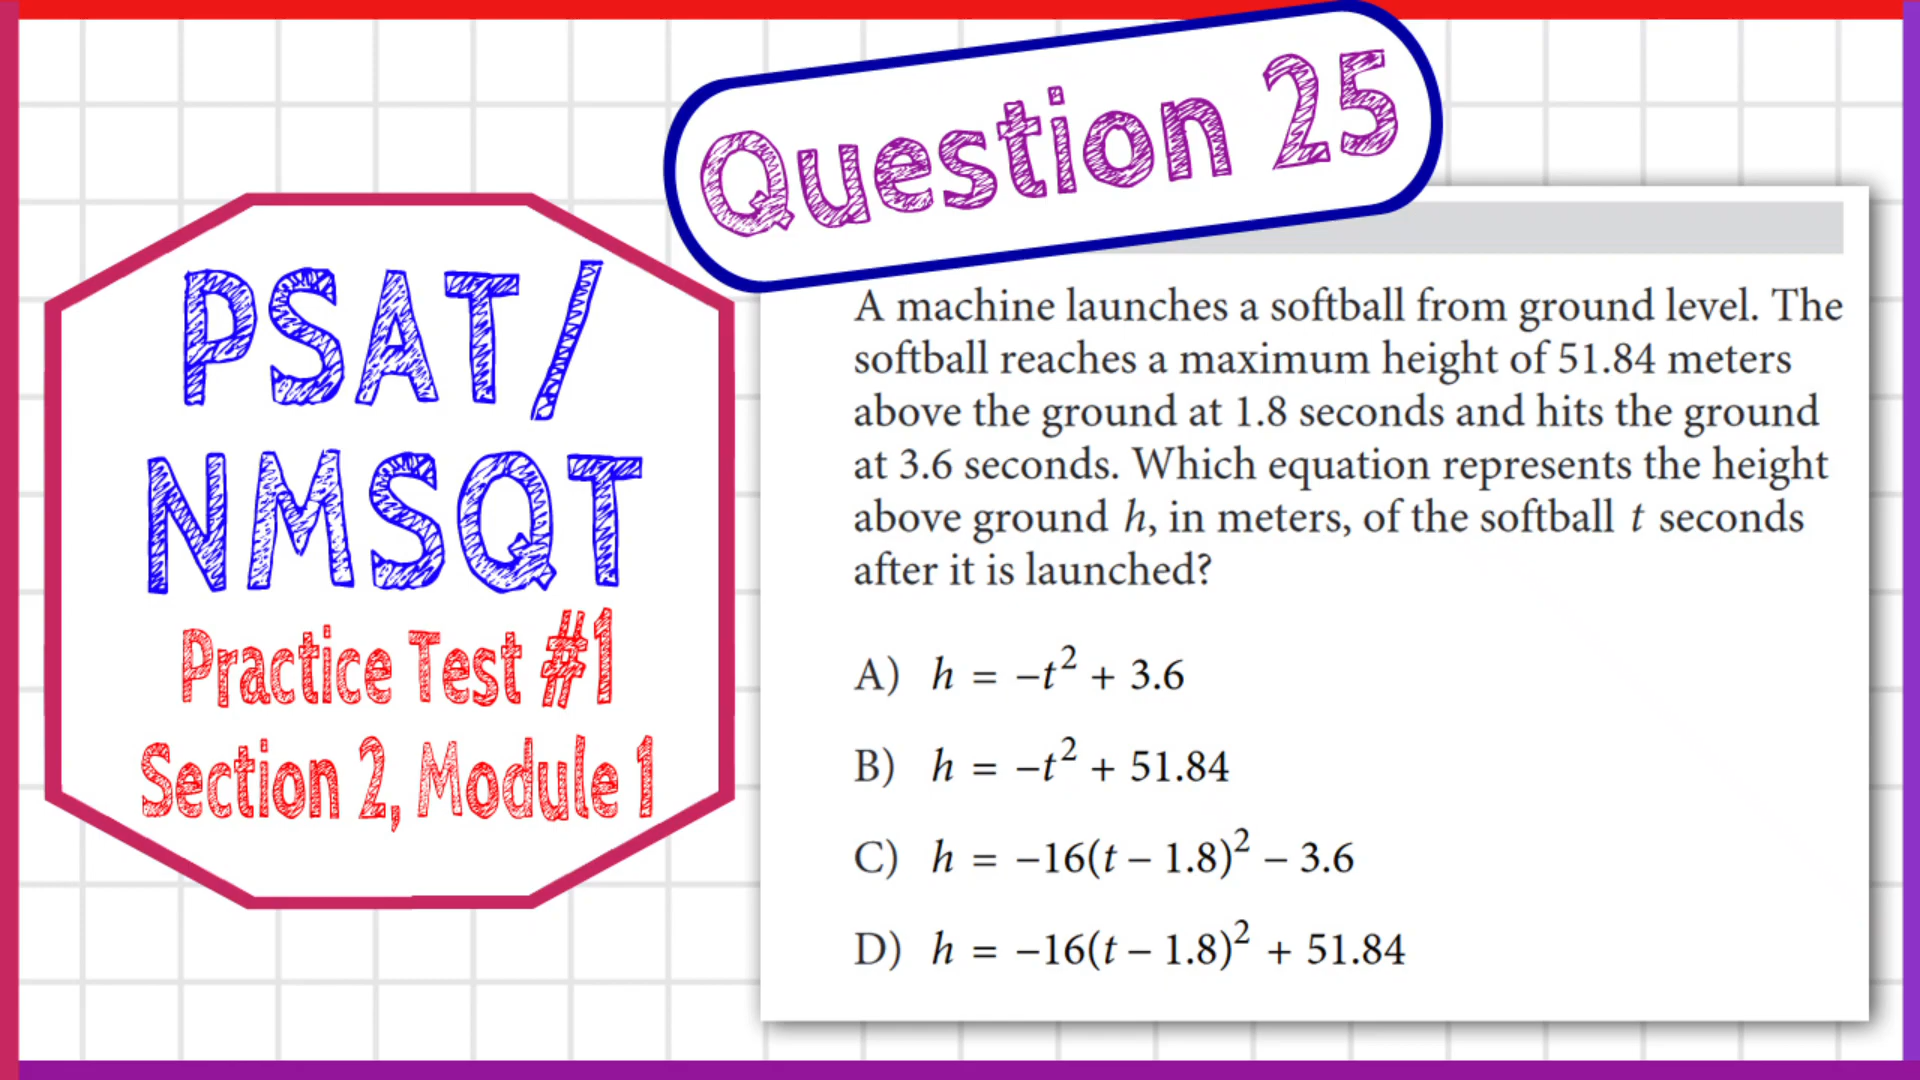 Question 25
PSAT/
NMSQT
Practice Test #1
Section 2, Module 1
A machine launches a softball from ground level. The
softball reaches a maximum height of 51.84 meters
above the ground at 1.8 seconds and hits the ground
at 3.6 seconds. Which equation represents the height
above ground h, in meters, of the softball t seconds
after it is launched?
A) h = −t² + 3.6
B) h = −t² + 51.84
C) h = −16(t − 1.8)² − 3.6
D) h = −16(t − 1.8)² + 51.84